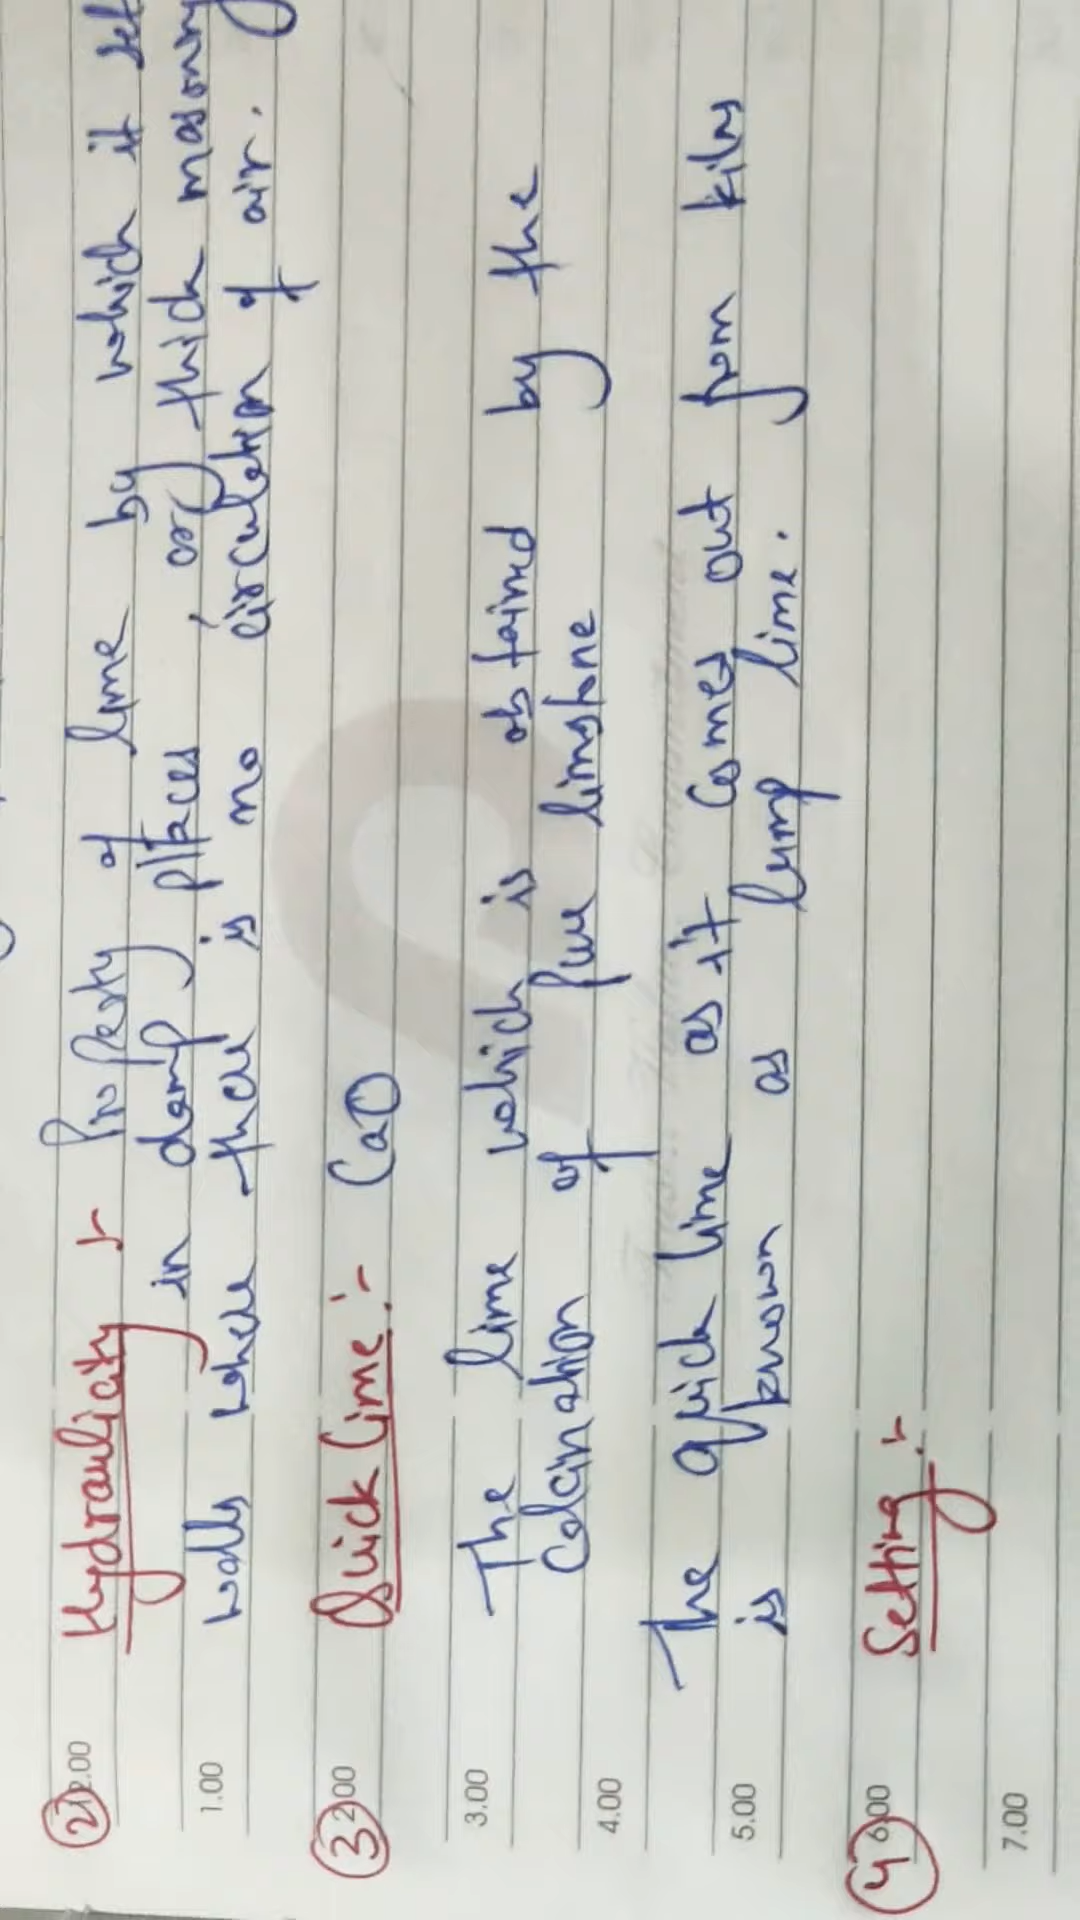 ② 12.00 Hydraulicity :- Property of lime by which it set
in damp places, or thick masonry
1.00 walls where there is no circulation of air.
③ 2.00 Quick Lime :- CaO
3.00 The lime which is obtained by the
4.000 Calcination of pure limstone
The quick lime as it Comes out from kilns
5.00 is known as lump lime.
④ 6.00 Setting :-
7.00